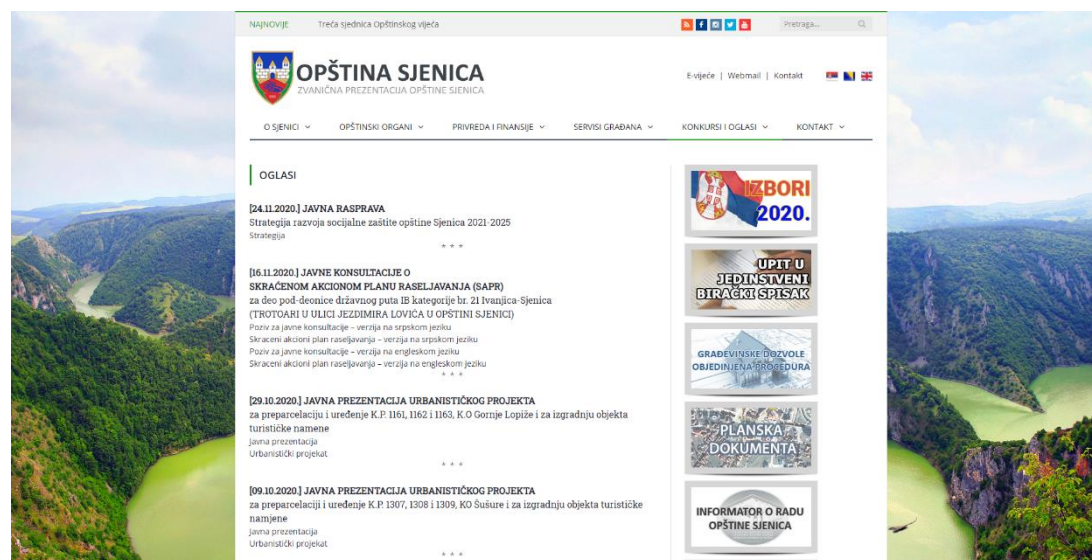 NAJNOVIJE Treća sjednica Opštinskog vijeća
Pretraga...
OPŠTINA SJENICA
ZVANIČNA PREZENTACIJA OPŠTINE SJENICA
E-vijeće | Webmail | Kontakt
O SJENICI OPŠTINSKI ORGANI PRIVREDA I FINANSIJE SERVISI GRAĐANA KONKURSI I OGLASI KONTAKT
OGLASI
[24.11.2020.] JAVNA RASPRAVA
Strategija razvoja socijalne zaštite opštine Sjenica 2021-2025
Strategija
* * *
[16.11.2020.] JAVNE KONSULTACIJE O
SKRAĆENOM AKCIONOM PLANU RASELJAVANJA (SAPR)
za deo pod-deonice državnog puta IB kategorije br. 21 Ivanjica-Sjenica
(TROTOARI U ULICI JEZDIMIRA LOVIĆA U OPŠTINI SJENICI)
Poziv za javne konsultacije – verzija na srpskom jeziku
Skraceni akcioni plan raseljavanja – verzija na srpskom jeziku
Poziv za javne konsultacije – verzija na engleskom jeziku
Skraceni akcioni plan raseljavanja – verzija na engleskom jeziku
* * *
[29.10.2020.] JAVNA PREZENTACIJA URBANISTIČKOG PROJEKTA
za preparcelaciju i uređenje K.P. 1161, 1162 i 1163, K.O Gornje Lopiže i za izgradnju objekta
turističke namene
Javna prezentacija
Urbanistički projekat
* * *
[09.10.2020.] JAVNA PREZENTACIJA URBANISTIČKOG PROJEKTA
za preparcelaciji i uređenje K.P. 1307, 1308 i 1309, KO Šušure i za izgradnju objekta turističke
namjene
Javna prezentacija
Urbanistički projekat
* * *
IZBORI
2020.
UPIT U
JEDINSTVENI
BIRAČKI SPISAK
GRAĐEVINSKE DOZVOLE
OBJEDINJENA PROCEDURA
PLANSKA
DOKUMENTA
INFORMATOR O RADU
OPŠTINE SJENICA